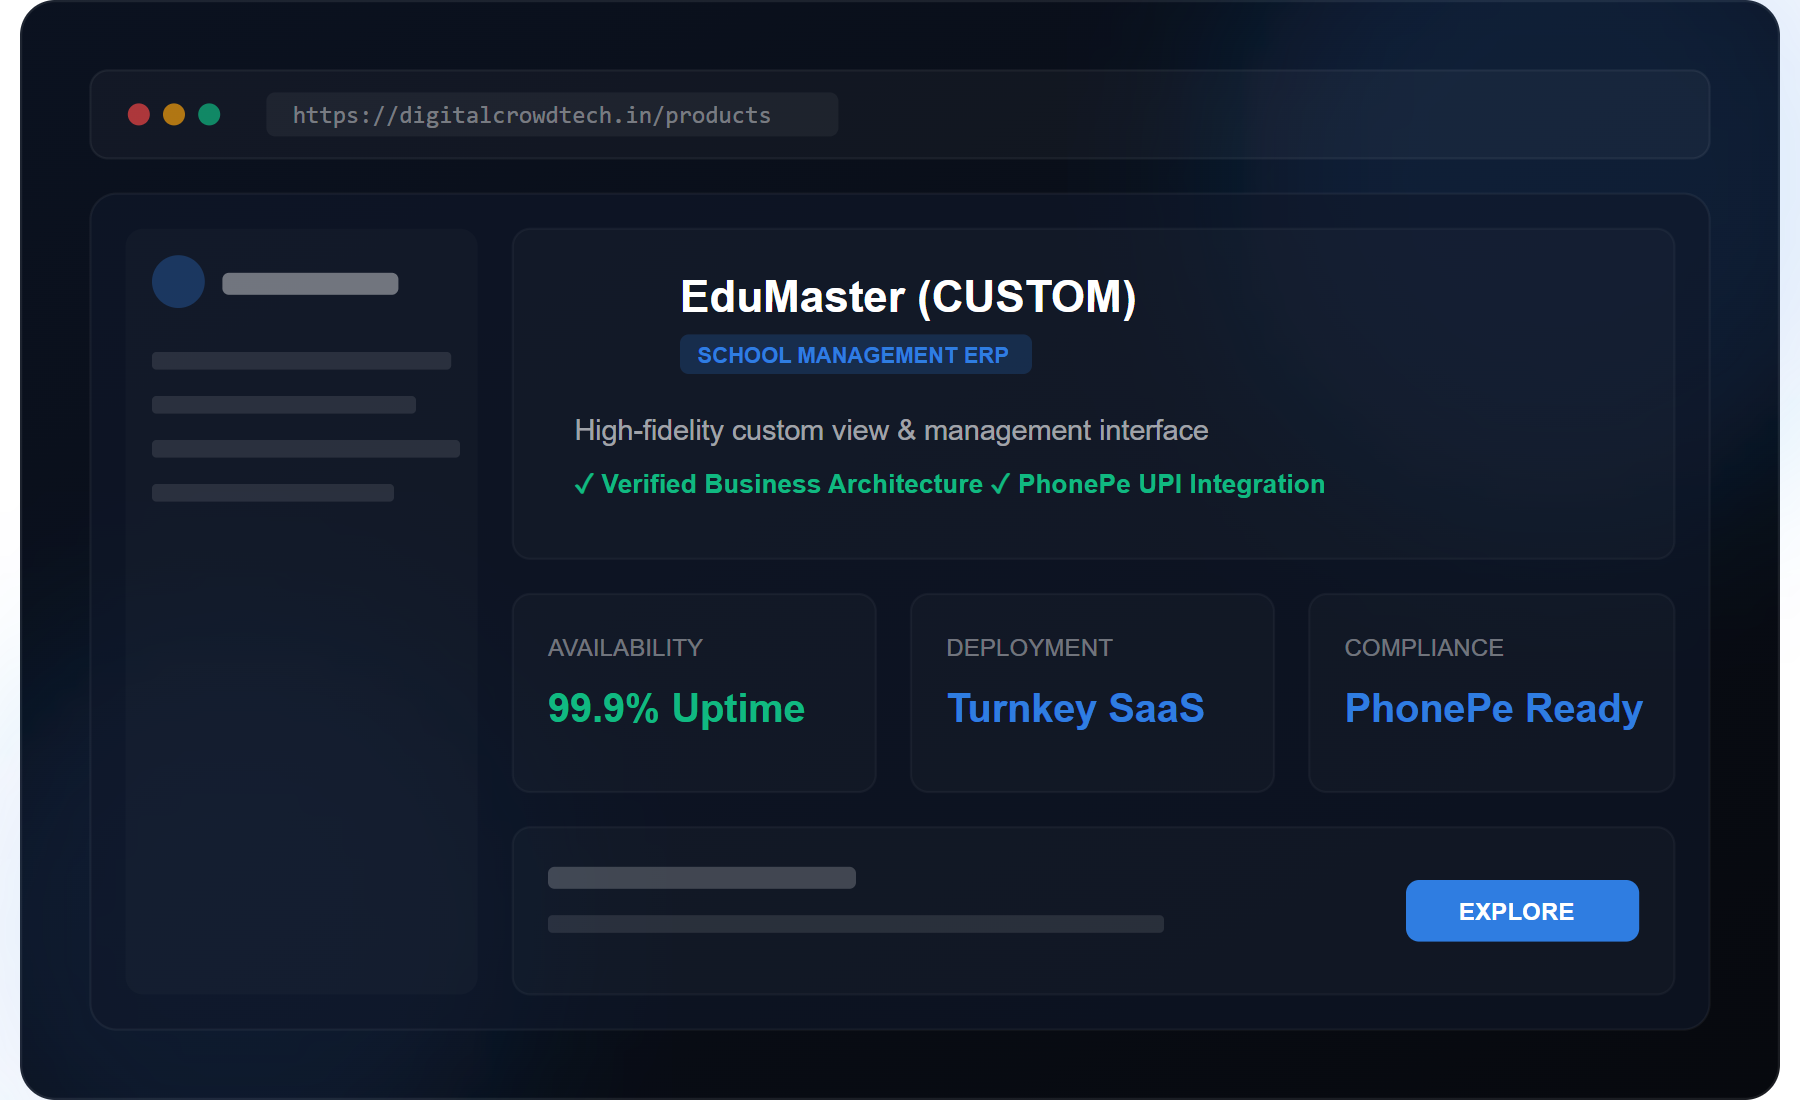 https://digitalcrowdtech.in/products
EduMaster (CUSTOM)
SCHOOL MANAGEMENT ERP
High-fidelity custom view & management interface
✓ Verified Business Architecture ✓ PhonePe UPI Integration
AVAILABILITY
99.9% Uptime
DEPLOYMENT
Turnkey SaaS
COMPLIANCE
PhonePe Ready
EXPLORE